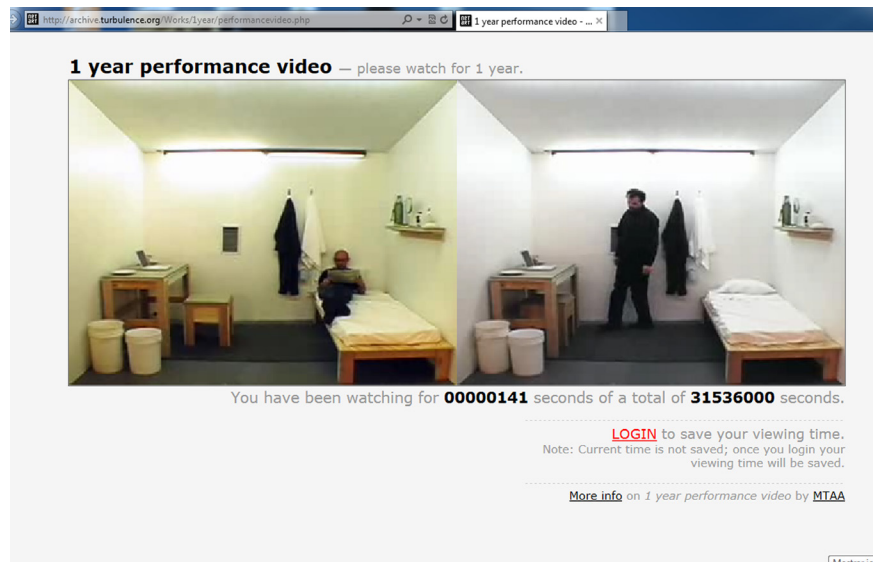 http://archive.turbulence.org/Works/1year/performancevideo.php
NET ART
1 year performance video - ...
1 year performance video — please watch for 1 year.
You have been watching for 00000141 seconds of a total of 31536000 seconds.
LOGIN to save your viewing time.
Note: Current time is not saved; once you login your
viewing time will be saved.
More info on 1 year performance video by MTAA